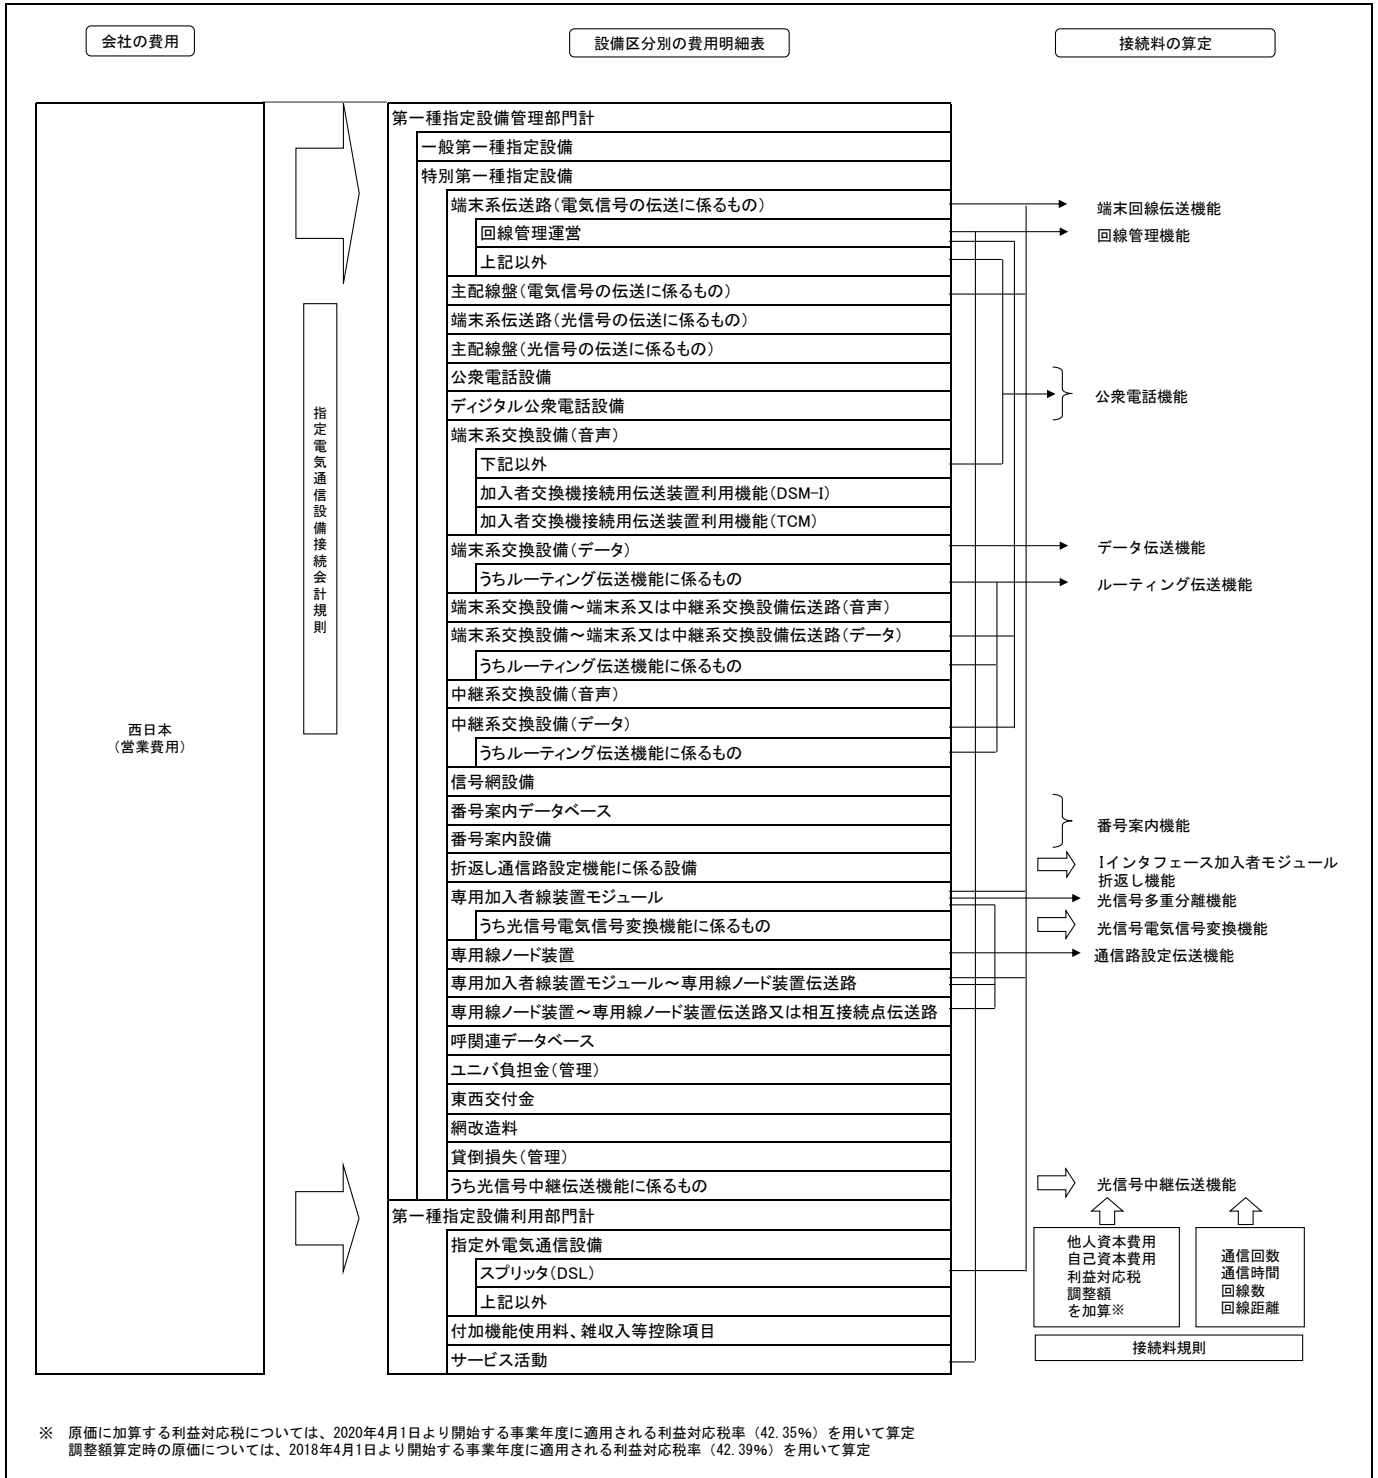 会社の費用
設備区分別の費用明細表
接続料の算定
西日本
（営業費用）
指定電気通信設備接続会計規則
第一種指定設備管理部門計
一般第一種指定設備
特別第一種指定設備
端末系伝送路（電気信号の伝送に係るもの）
回線管理運営
上記以外
主配線盤（電気信号の伝送に係るもの）
端末系伝送路（光信号の伝送に係るもの）
主配線盤（光信号の伝送に係るもの）
公衆電話設備
ディジタル公衆電話設備
端末系交換設備（音声）
下記以外
加入者交換機接続用伝送装置利用機能（DSM-I）
加入者交換機接続用伝送装置利用機能（TCM）
端末系交換設備（データ）
うちルーティング伝送機能に係るもの
端末系交換設備～端末系又は中継系交換設備伝送路（音声）
端末系交換設備～端末系又は中継系交換設備伝送路（データ）
うちルーティング伝送機能に係るもの
中継系交換設備（音声）
中継系交換設備（データ）
うちルーティング伝送機能に係るもの
信号網設備
番号案内データベース
番号案内設備
折返し通信路設定機能に係る設備
専用加入者線装置モジュール
うち光信号電気信号変換機能に係るもの
専用線ノード装置
専用加入者線装置モジュール～専用線ノード装置伝送路
専用線ノード装置～専用線ノード装置伝送路又は相互接続点伝送路
呼関連データベース
ユニバ負担金（管理）
東西交付金
網改造料
貸倒損失（管理）
うち光信号中継伝送機能に係るもの
第一種指定設備利用部門計
指定外電気通信設備
スプリッタ（DSL）
上記以外
付加機能使用料、雑収入等控除項目
サービス活動
端末回線伝送機能
回線管理機能
公衆電話機能
データ伝送機能
ルーティング伝送機能
番号案内機能
Iインタフェース加入者モジュール
折返し機能
光信号多重分離機能
光信号電気信号変換機能
通信路設定伝送機能
光信号中継伝送機能
他人資本費用
自己資本費用
利益対応税
調整額
を加算※
通信回数
通信時間
回線数
回線距離
接続料規則
※　原価に加算する利益対応税については、2020年4月1日より開始する事業年度に適用される利益対応税率（42.35%）を用いて算定
調整額算定時の原価については、2018年4月1日より開始する事業年度に適用される利益対応税率（42.39%）を用いて算定